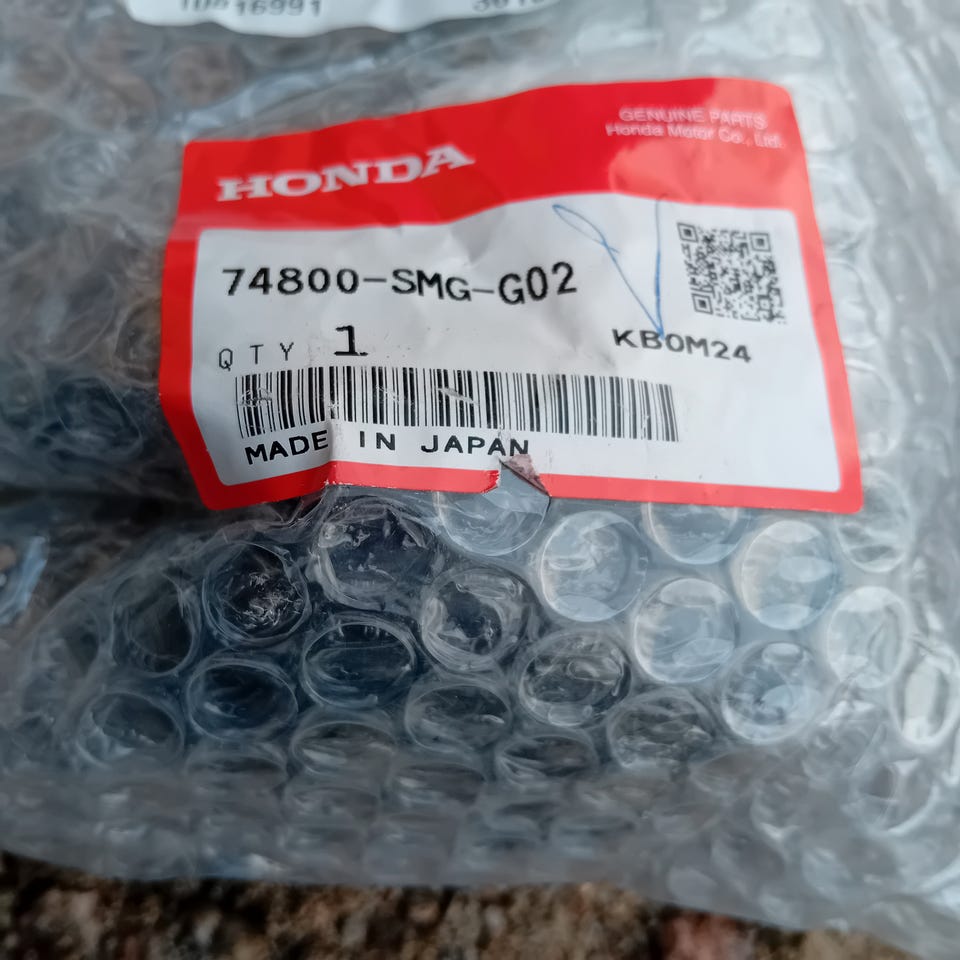 GENUINE PARTS
Honda Motor Co., Ltd.
HONDA
74800-SMG-G02
QTY 1
KB0M24
MADE IN JAPAN